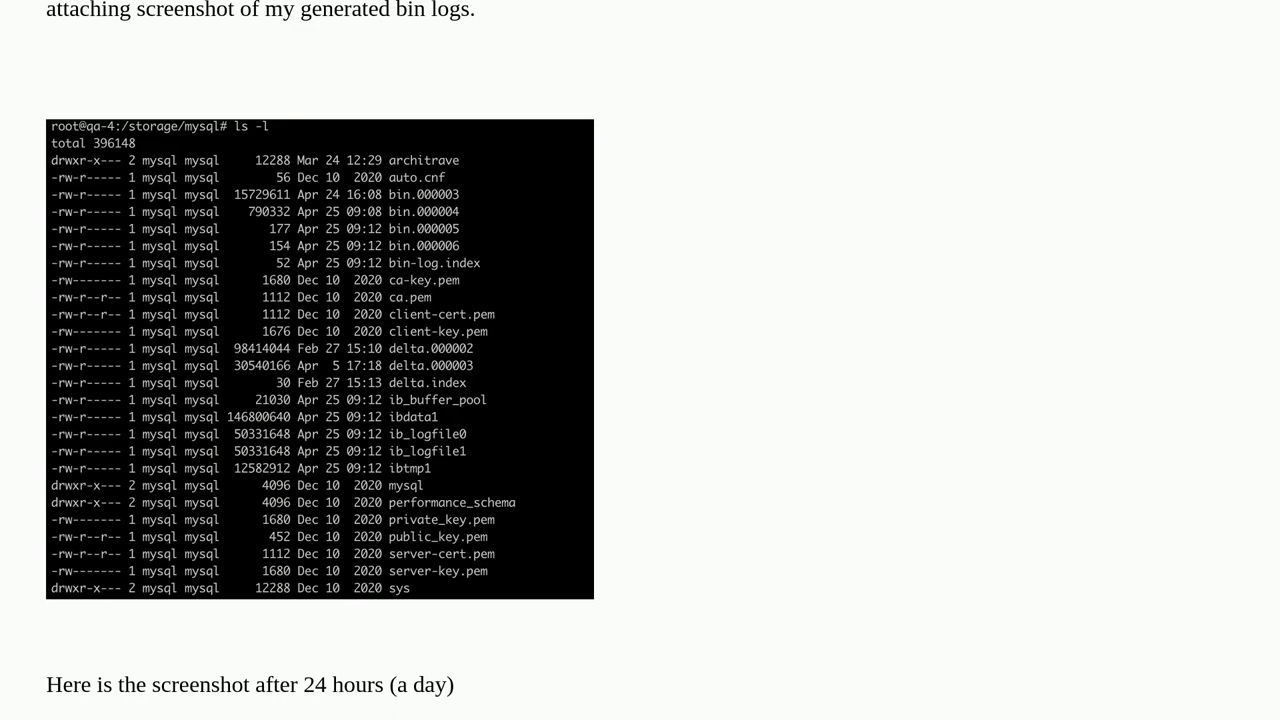 attaching screenshot of my generated bin logs.
root@qa-4:/storage/mysql# ls -l
total 396148
drwxr-x--- 2 mysql mysql     12288 Mar 24 12:29 architrave
-rw-r----- 1 mysql mysql        56 Dec 10  2020 auto.cnf
-rw-r----- 1 mysql mysql  15729611 Apr 24 16:08 bin.000003
-rw-r----- 1 mysql mysql    790332 Apr 25 09:08 bin.000004
-rw-r----- 1 mysql mysql       177 Apr 25 09:12 bin.000005
-rw-r----- 1 mysql mysql       154 Apr 25 09:12 bin.000006
-rw-r----- 1 mysql mysql        52 Apr 25 09:12 bin-log.index
-rw------- 1 mysql mysql      1680 Dec 10  2020 ca-key.pem
-rw-r--r-- 1 mysql mysql      1112 Dec 10  2020 ca.pem
-rw-r--r-- 1 mysql mysql      1112 Dec 10  2020 client-cert.pem
-rw------- 1 mysql mysql      1676 Dec 10  2020 client-key.pem
-rw-r----- 1 mysql mysql  98414044 Feb 27 15:10 delta.000002
-rw-r----- 1 mysql mysql  30540166 Apr  5 17:18 delta.000003
-rw-r----- 1 mysql mysql        30 Feb 27 15:13 delta.index
-rw-r----- 1 mysql mysql     21030 Apr 25 09:12 ib_buffer_pool
-rw-r----- 1 mysql mysql 146800640 Apr 25 09:12 ibdata1
-rw-r----- 1 mysql mysql  50331648 Apr 25 09:12 ib_logfile0
-rw-r----- 1 mysql mysql  50331648 Apr 25 09:12 ib_logfile1
-rw-r----- 1 mysql mysql  12582912 Apr 25 09:12 ibtmp1
drwxr-x--- 2 mysql mysql      4096 Dec 10  2020 mysql
drwxr-x--- 2 mysql mysql      4096 Dec 10  2020 performance_schema
-rw------- 1 mysql mysql      1680 Dec 10  2020 private_key.pem
-rw-r--r-- 1 mysql mysql       452 Dec 10  2020 public_key.pem
-rw-r--r-- 1 mysql mysql      1112 Dec 10  2020 server-cert.pem
-rw------- 1 mysql mysql      1680 Dec 10  2020 server-key.pem
drwxr-x--- 2 mysql mysql     12288 Dec 10  2020 sys
Here is the screenshot after 24 hours (a day)